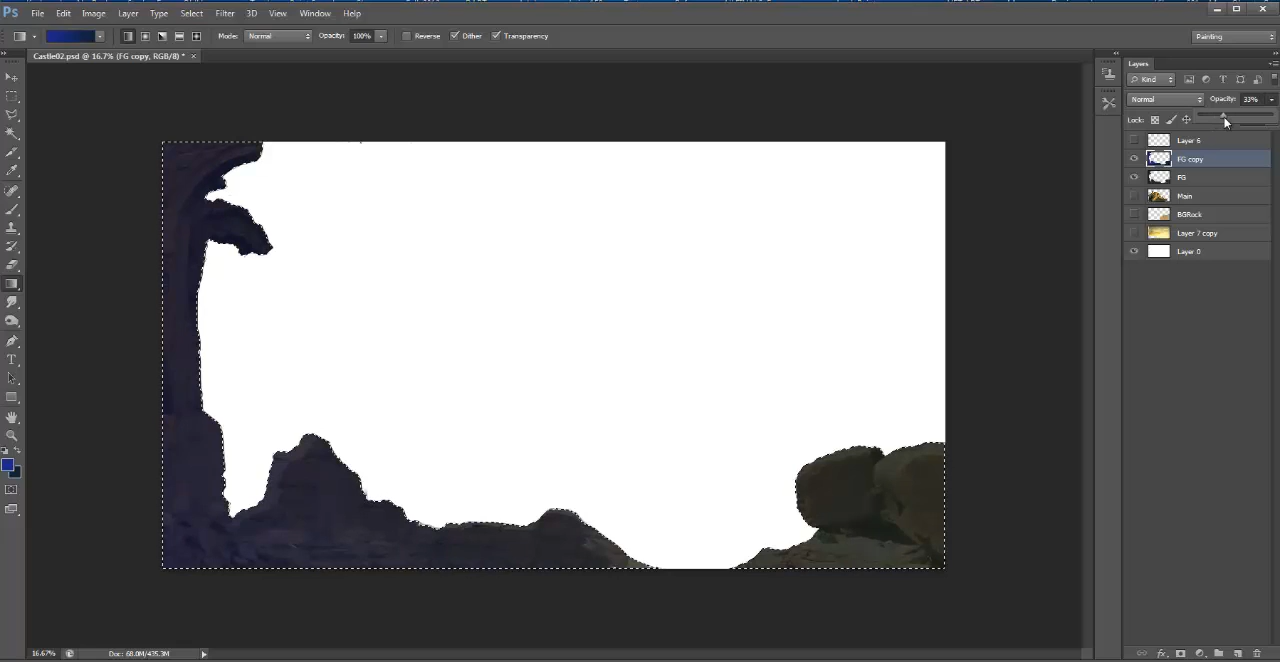 Ps File Edit Image Layer Type Select Filter 3D View Window Help
Mode: Normal Opacity: 100% Reverse Dither Transparency Painting
Castle02.psd @ 16.7% (FG copy, RGB/8) * ×
Layers
Kind T
Normal Opacity: 33%
Lock:
Layer 6
FG copy
FG
Main
BGRock
Layer 7 copy
Layer 0
T
16.67% Doc: 68.0M/435.3M
fx